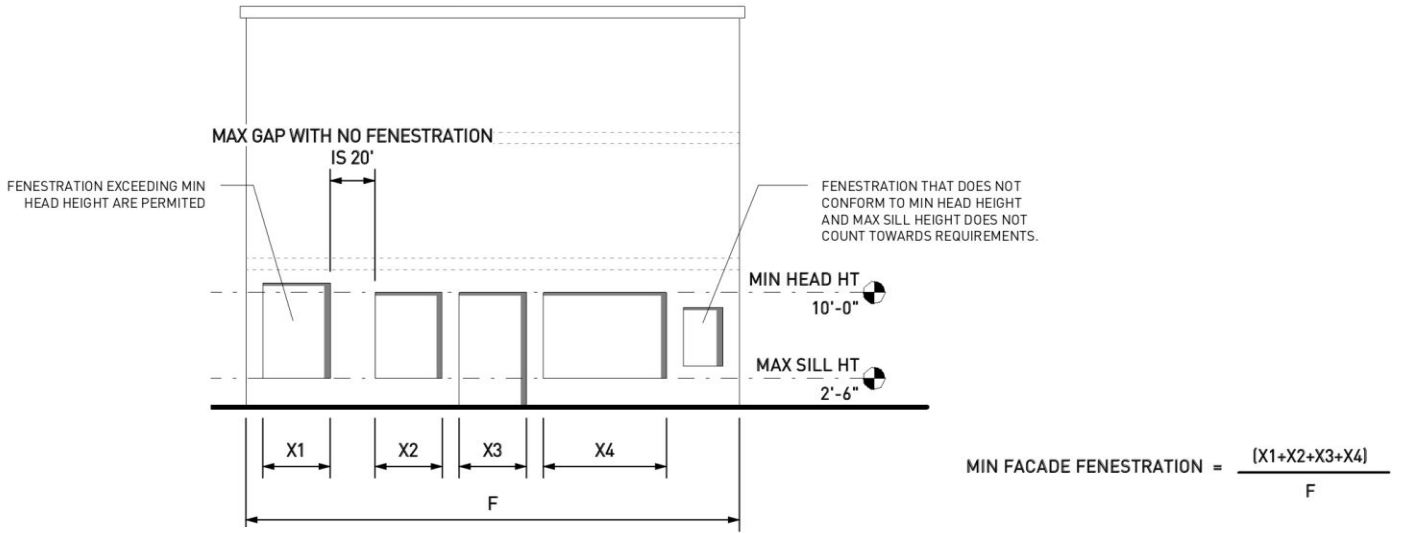 MAX GAP WITH NO FENESTRATION
IS 20'
FENESTRATION EXCEEDING MIN
HEAD HEIGHT ARE PERMITED
FENESTRATION THAT DOES NOT
CONFORM TO MIN HEAD HEIGHT
AND MAX SILL HEIGHT DOES NOT
COUNT TOWARDS REQUIREMENTS.
MIN HEAD HT
10'-0"
MAX SILL HT
2'-6"
X1
X2
X3
X4
F
MIN FACADE FENESTRATION =
(X1+X2+X3+X4)
F